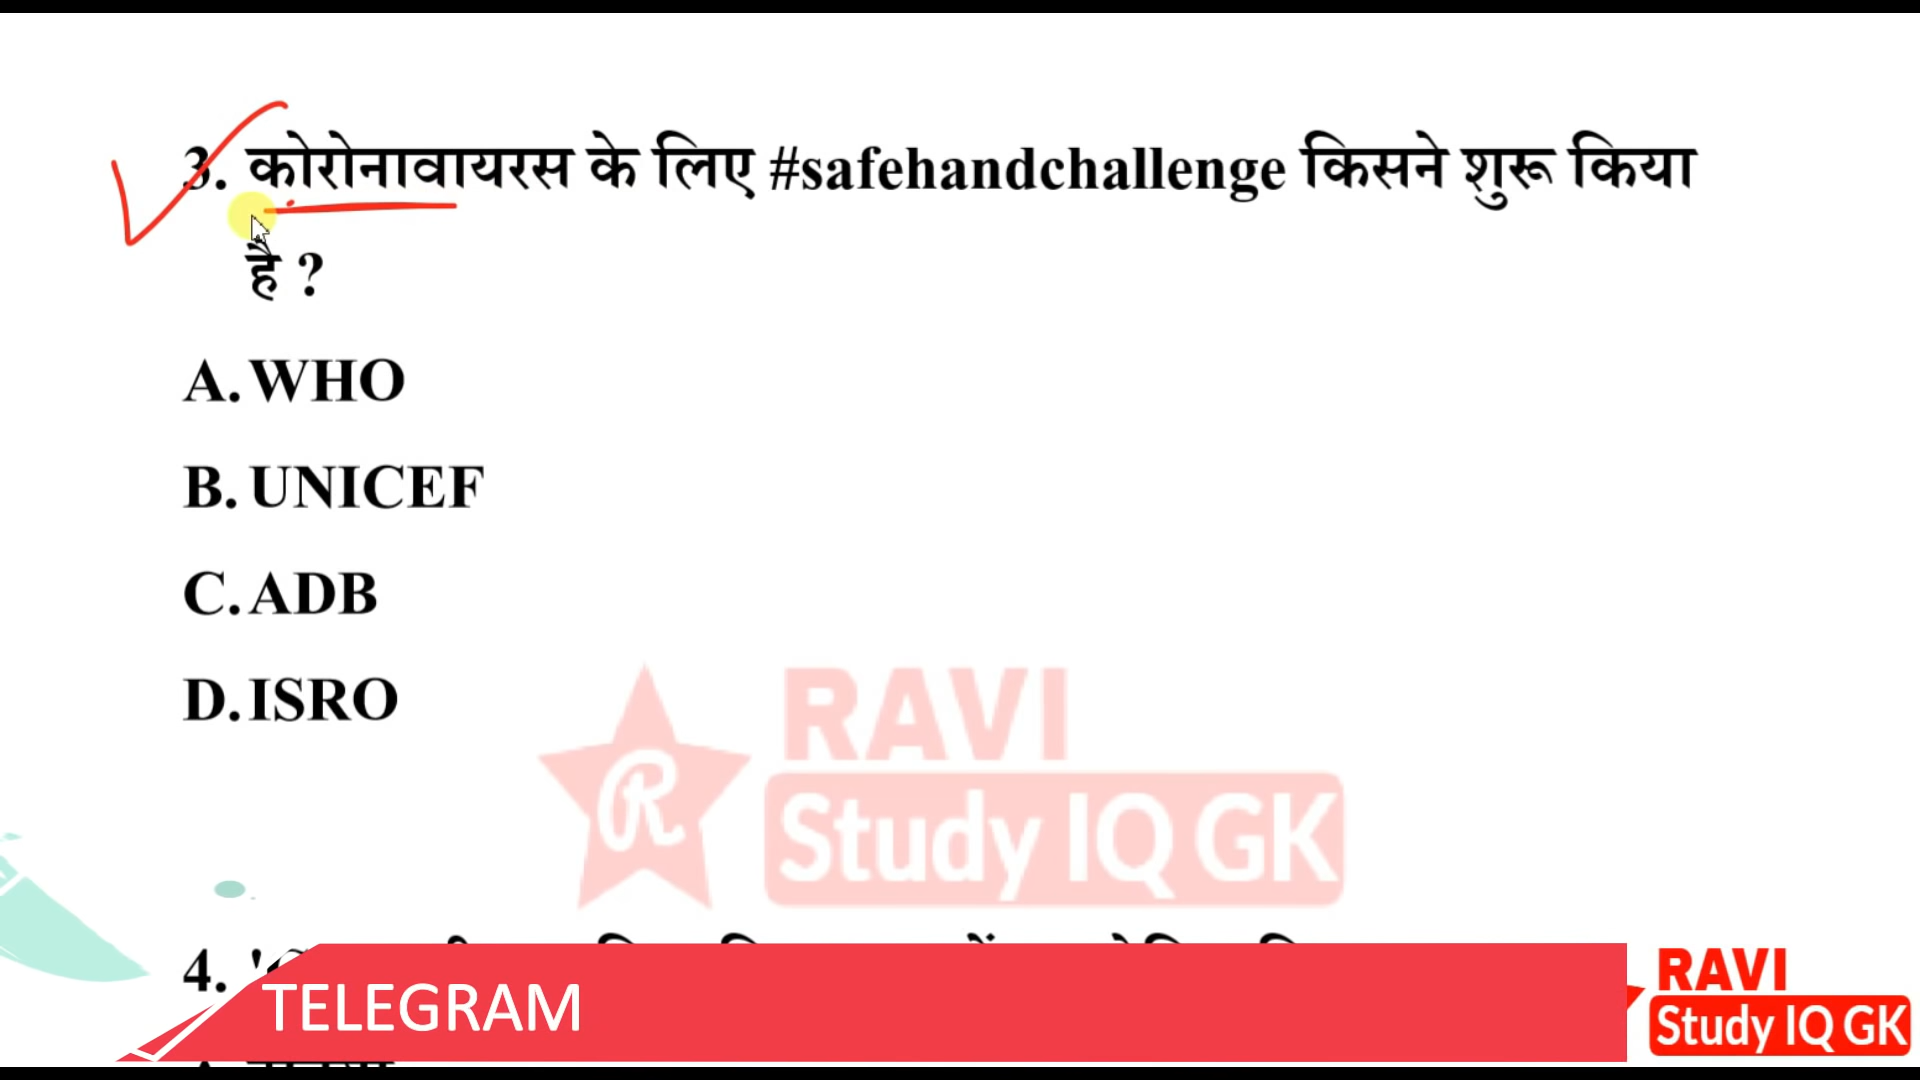 3. कोरोनावायरस के लिए #safehandchallenge किसने शुरू किया
है ?
A. WHO
B. UNICEF
C. ADB
D. ISRO
RAVI
R
Study IQ GK
4.
TELEGRAM
RAVI
Study IQ GK